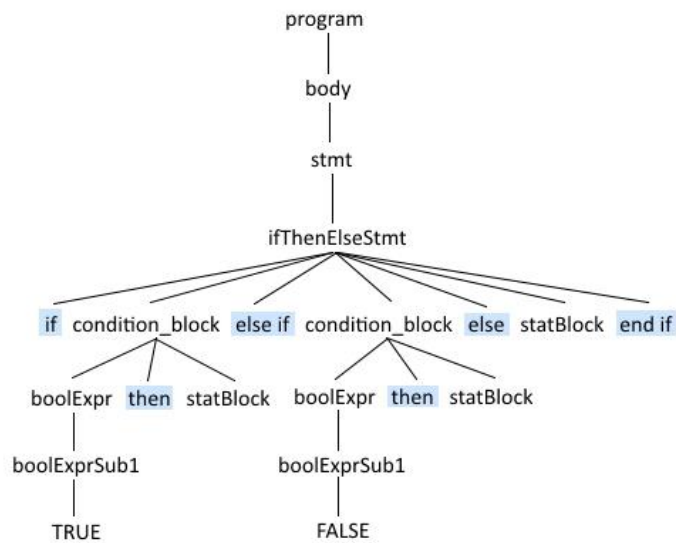 program
body
stmt
ifThenElseStmt
if condition_block else if condition_block else statBlock end if
boolExpr then statBlock boolExpr then statBlock
boolExprSub1 boolExprSub1
TRUE FALSE